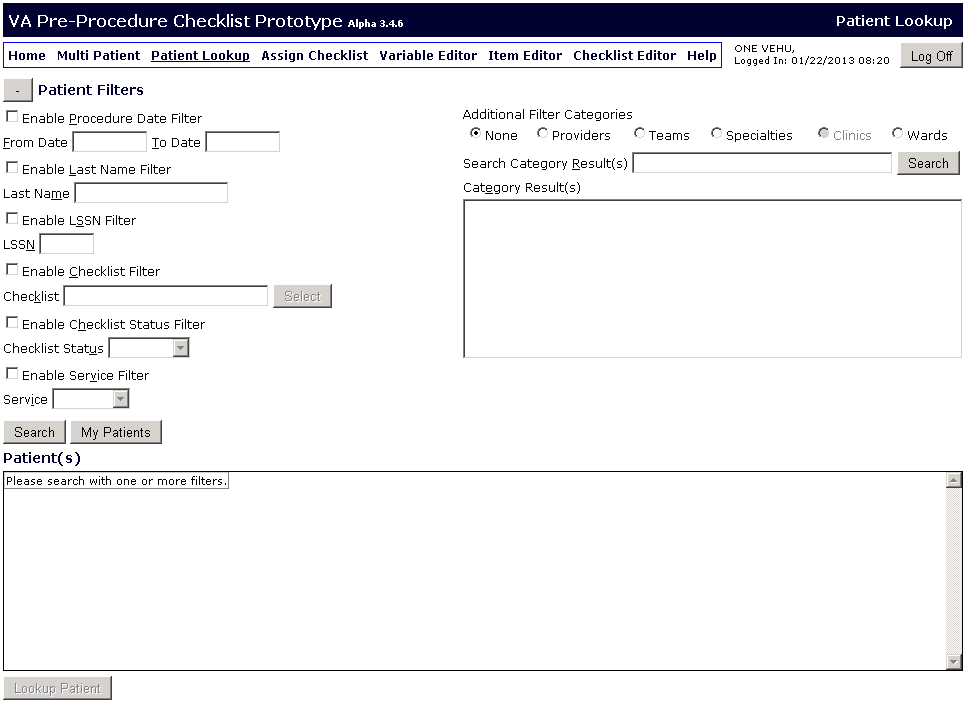 VA Pre-Procedure Checklist Prototype Alpha 3.4.6 Patient Lookup
Home Multi Patient Patient Lookup Assign Checklist Variable Editor Item Editor Checklist Editor Help
ONE VEHU,
Logged In: 01/22/2013 08:20
Log Off
- Patient Filters
Enable Procedure Date Filter
From Date To Date
Enable Last Name Filter
Last Name
Enable LSSN Filter
LSSN
Enable Checklist Filter
Checklist Select
Enable Checklist Status Filter
Checklist Status
Enable Service Filter
Service
Search My Patients
Additional Filter Categories
None Providers Teams Specialties Clinics Wards
Search Category Result(s) Search
Category Result(s)
Patient(s)
Please search with one or more filters.
Lookup Patient